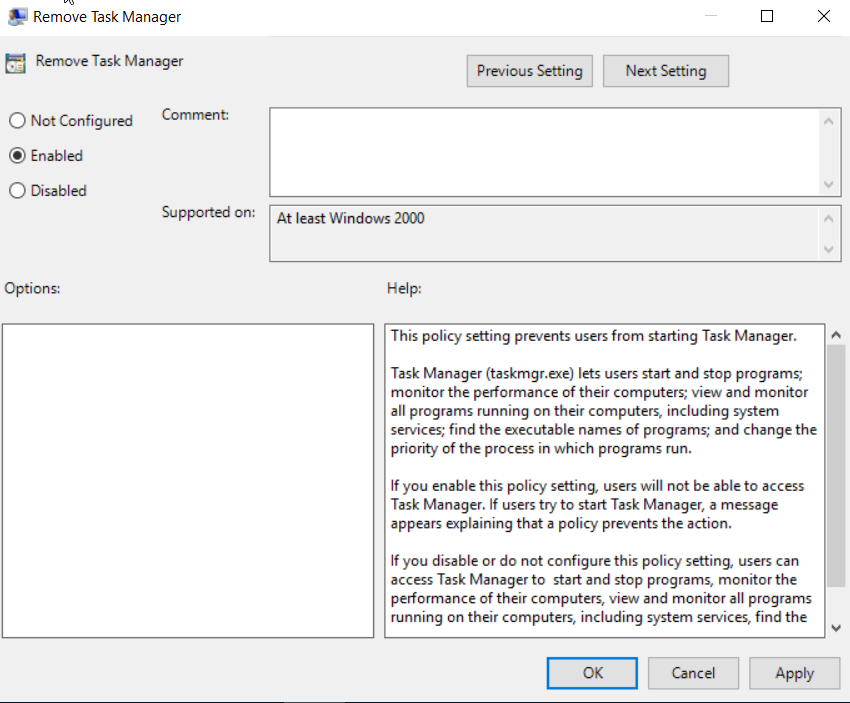 Remove Task Manager
Remove Task Manager
Previous Setting
Next Setting
Not Configured
Enabled
Disabled
Comment:
Supported on:
At least Windows 2000
Options:
Help:
This policy setting prevents users from starting Task Manager.
Task Manager (taskmgr.exe) lets users start and stop programs;
monitor the performance of their computers; view and monitor
all programs running on their computers, including system
services; find the executable names of programs; and change the
priority of the process in which programs run.
If you enable this policy setting, users will not be able to access
Task Manager. If users try to start Task Manager, a message
appears explaining that a policy prevents the action.
If you disable or do not configure this policy setting, users can
access Task Manager to  start and stop programs, monitor the
performance of their computers, view and monitor all programs
running on their computers, including system services, find the
OK
Cancel
Apply